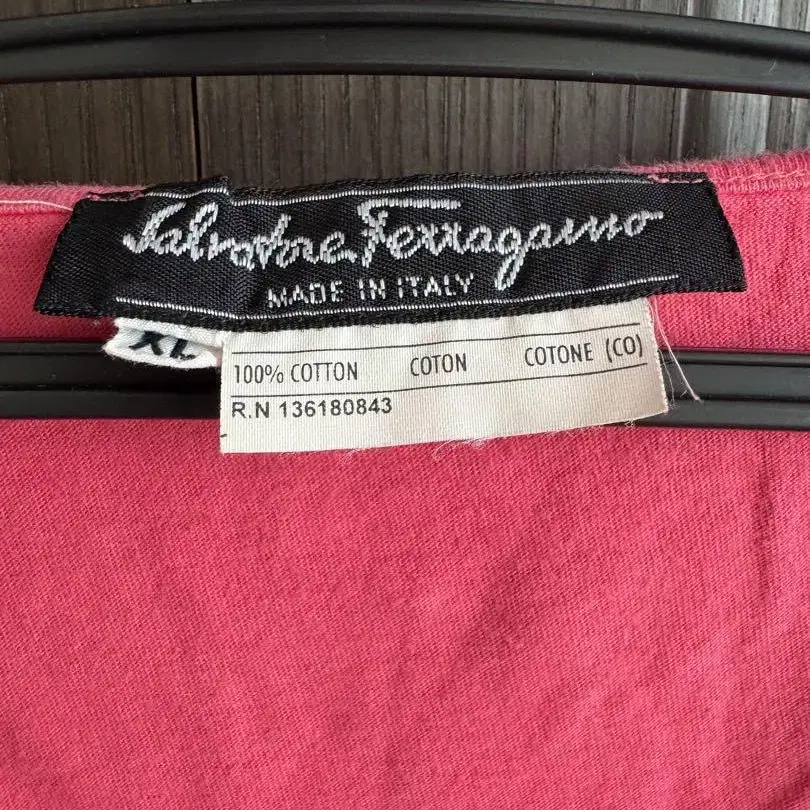 Salvatore Ferragamo
MADE IN ITALY
XL
100% COTTON COTON COTONE (CO)
R.N 136180843